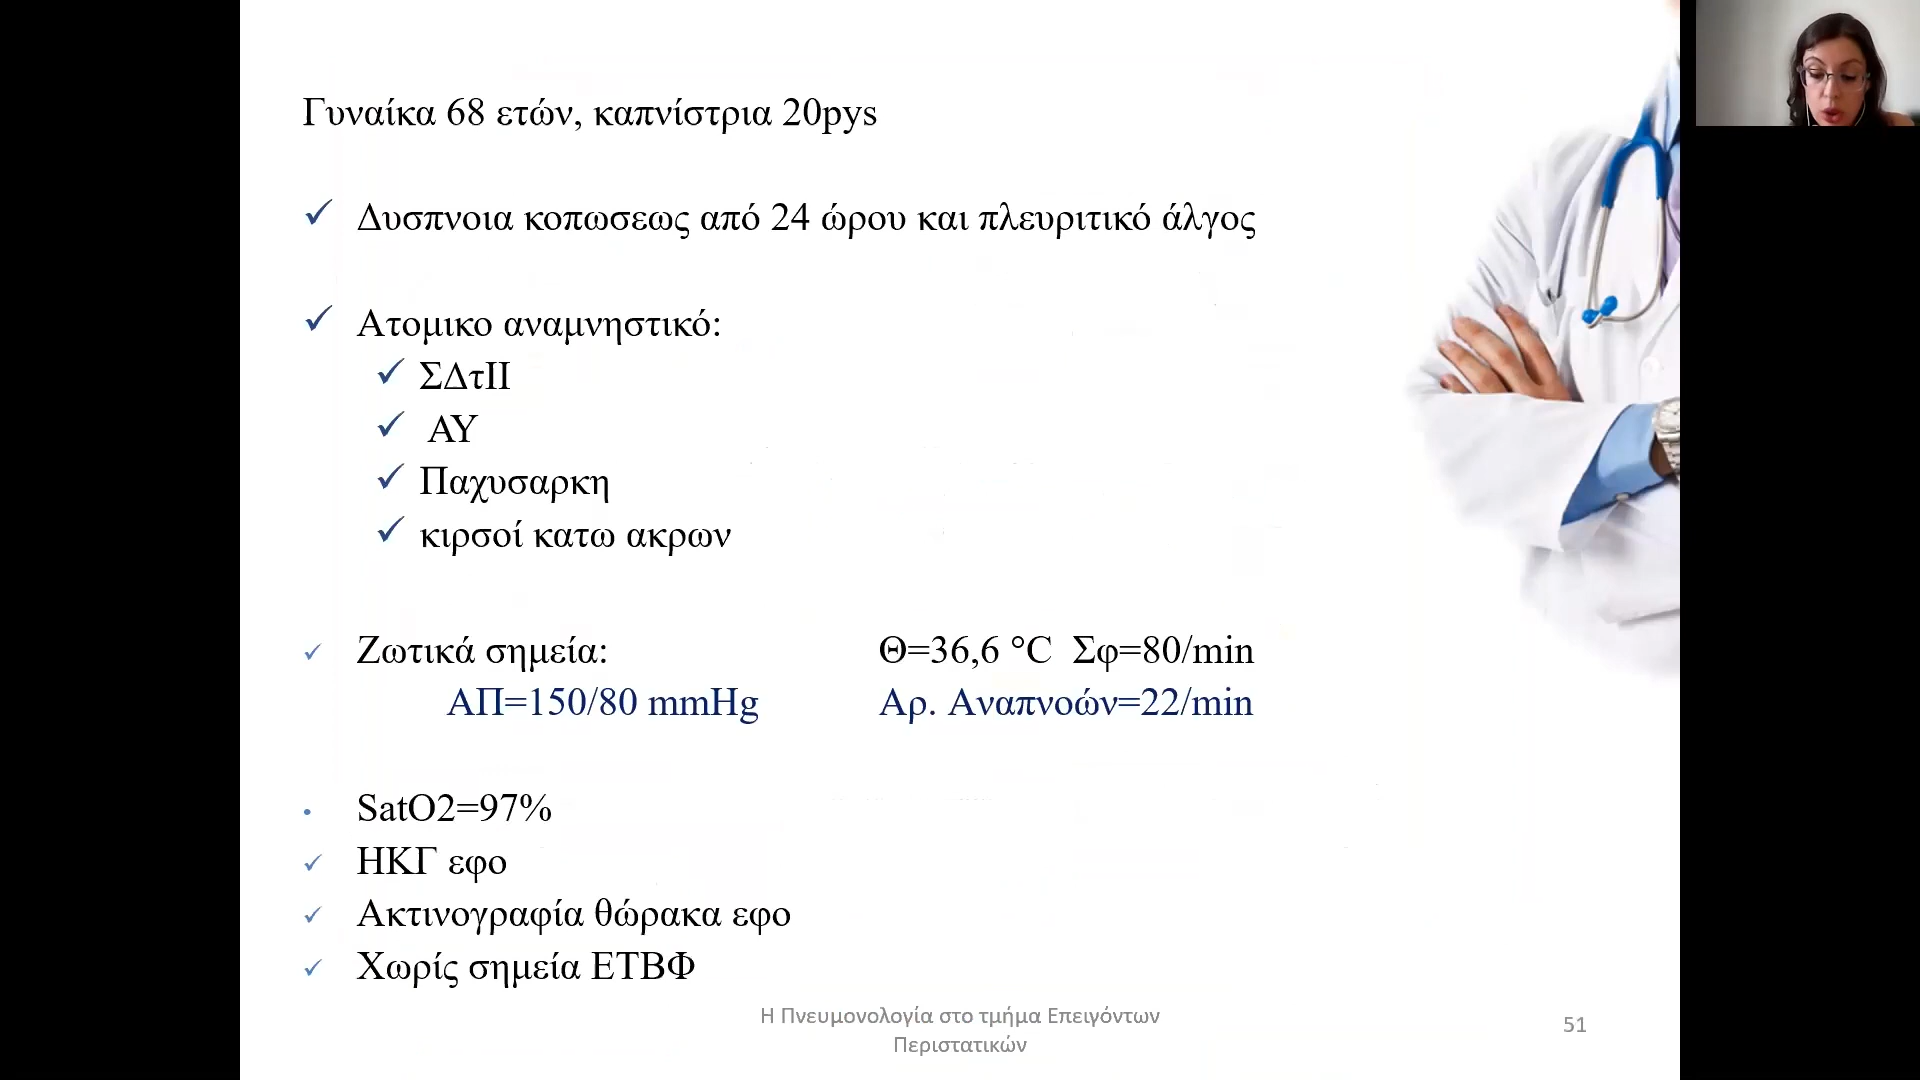 Γυναίκα 68 ετών, καπνίστρια 20pys
Δυσπνοια κοπωσεως από 24 ώρου και πλευριτικό άλγος
Ατομικο αναμνηστικό:
ΣΔτΙΙ
ΑΥ
Παχυσαρκη
κιρσοί κατω ακρων
Ζωτικά σημεία: Θ=36,6 °C Σφ=80/min
ΑΠ=150/80 mmHg Αρ. Αναπνοών=22/min
SatO2=97%
ΗΚΓ εφο
Ακτινογραφία θώρακα εφο
Χωρίς σημεία ΕΤΒΦ
Η Πνευμονολογία στο τμήμα Επειγόντων
Περιστατικών
51